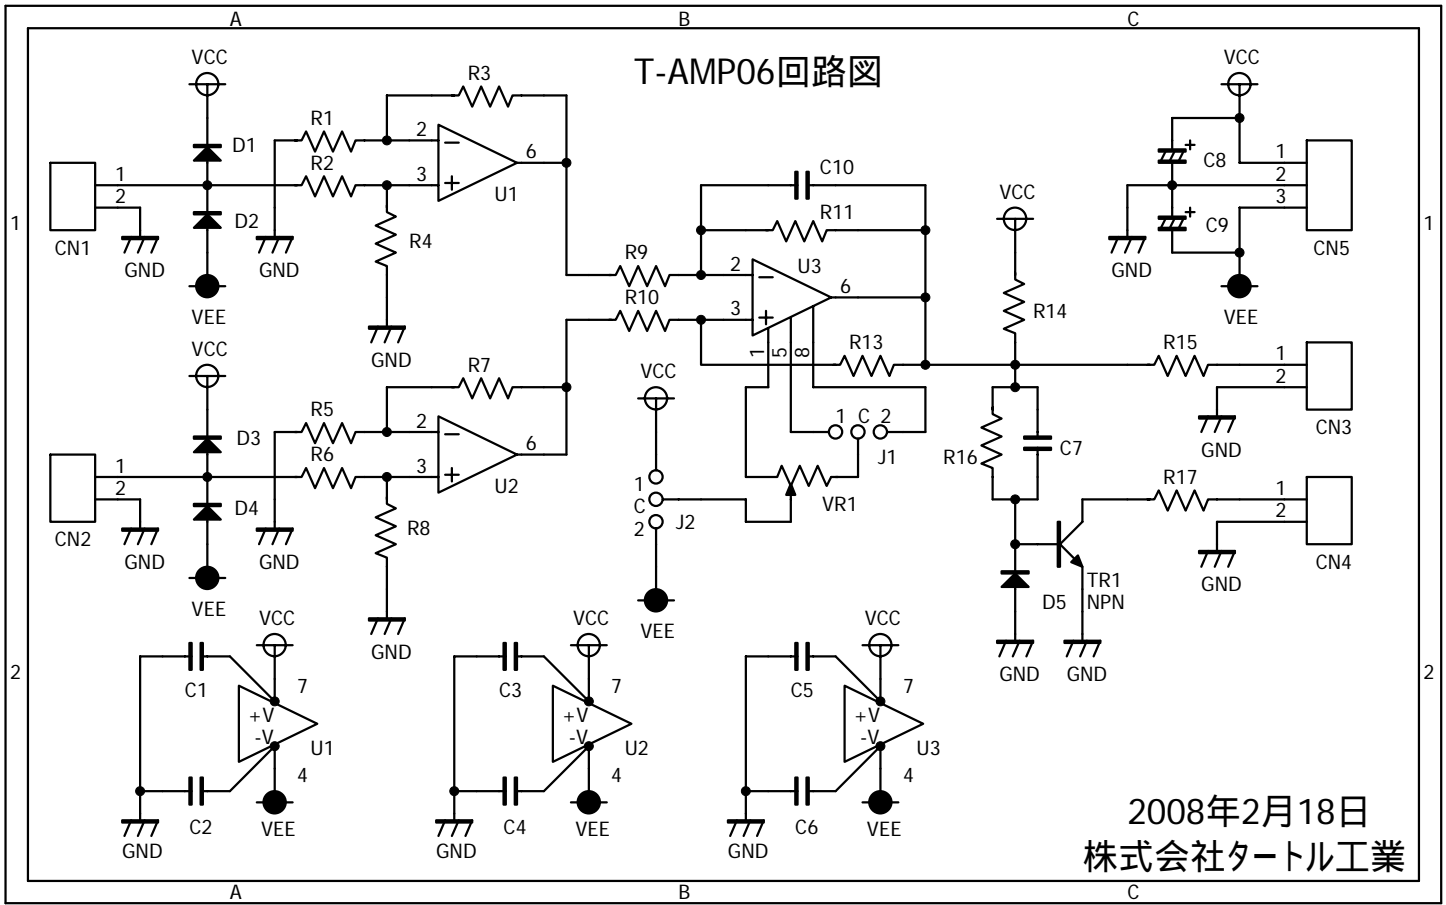 A B C
T-AMP06回路図
VCC VCC
R3
R1 2 6
D1
R2 3 U1
CN1 1 2
D2
R4
GND GND
VEE
GND
C10
R11
VCC
C8 1
2
C9 3
CN5
GND
VEE
1 1
R9 2 U3 6
R10 3
1 5 8
R13
R14
R15 1
2
CN3
GND
VCC
R7
R5 2 6
D3
R6 3 U2
CN2 1 2
D4
R8
GND GND
VEE
GND
VCC
1 C 2
J1
VR1
1
C
2 J2
VEE
R16 C7
R17 1
2
CN4
GND
TR1
NPN
D5
GND GND
2 2
VCC VCC VCC
C1 7 C3 7 C5 7
+V +V +V
-V U1 -V U2 -V U3
4 4 4
C2 VEE C4 VEE C6 VEE
GND GND GND
2008年2月18日
株式会社タートル工業
A B C